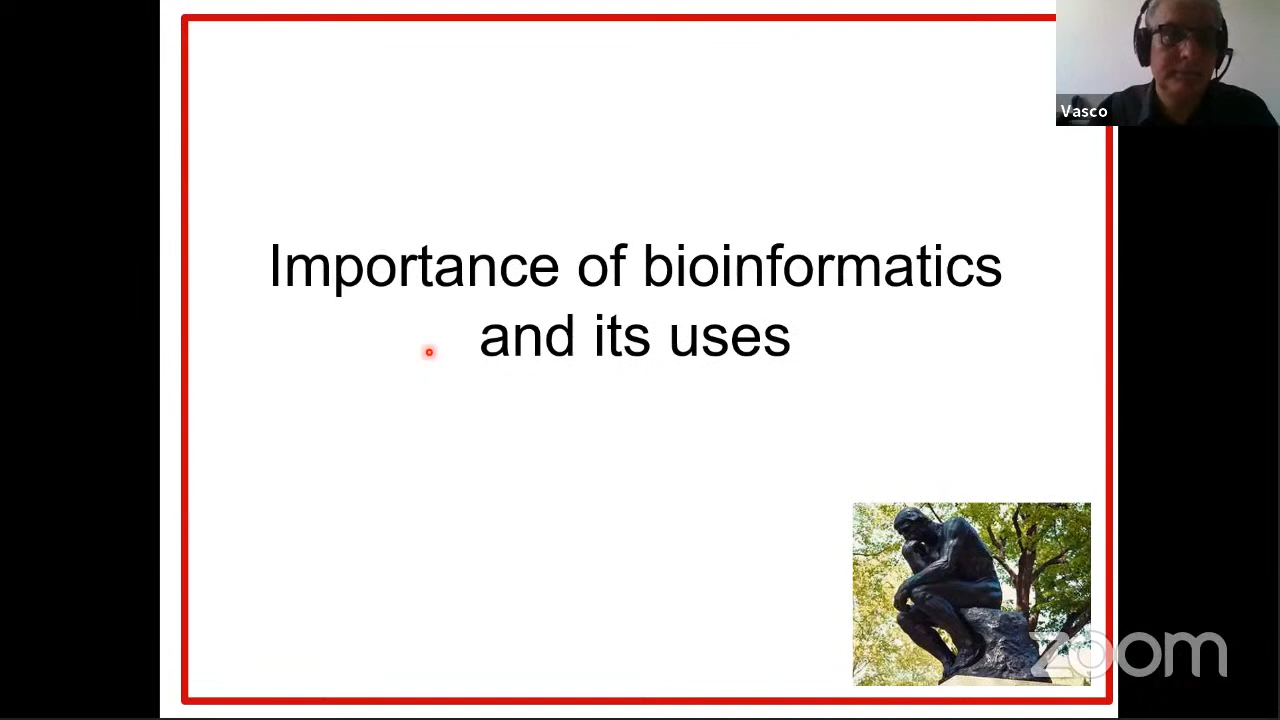 Vasco
Importance of bioinformatics
and its uses
zoom